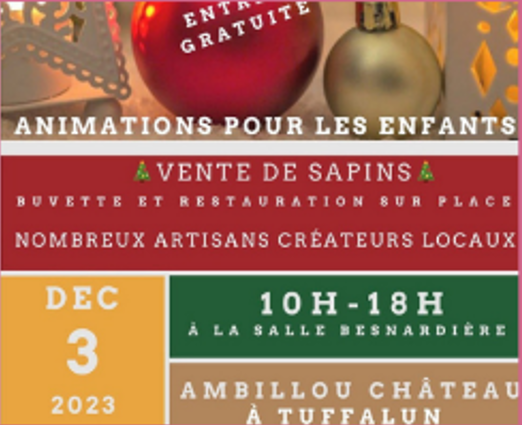 GRATUITE
ANIMATIONS POUR LES ENFANTS
🎄VENTE DE SAPINS🎄
BUVETTE ET RESTAURATION SUR PLACE
NOMBREUX ARTISANS CRÉATEURS LOCAUX
DEC
3
2023
10H-18H
À LA SALLE BESNARDIÈRE
AMBILLOU CHÂTEAU
À TUFFALUN